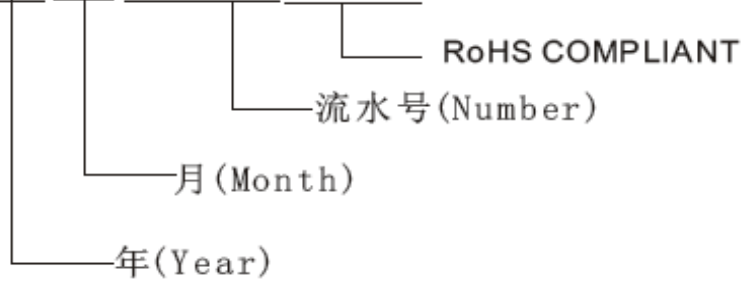 RoHS COMPLIANT
流水号(Number)
月(Month)
年(Year)